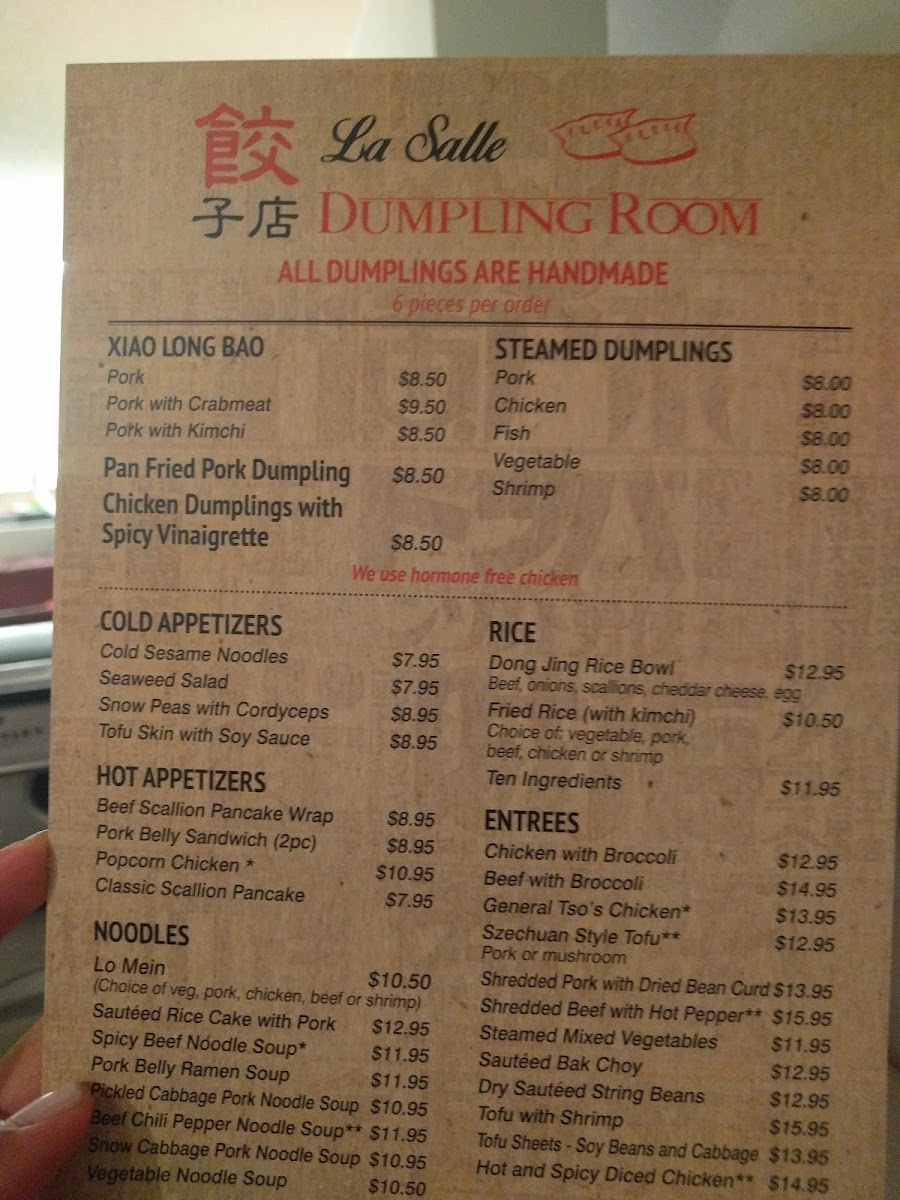 餃子店
La Salle
DUMPLING ROOM
ALL DUMPLINGS ARE HANDMADE
6 pieces per order
XIAO LONG BAO
Pork $8.50
Pork with Crabmeat $9.50
Pork with Kimchi $8.50
Pan Fried Pork Dumpling $8.50
Chicken Dumplings with
Spicy Vinaigrette $8.50
STEAMED DUMPLINGS
Pork $8.00
Chicken $8.00
Fish $8.00
Vegetable $8.00
Shrimp $8.00
We use hormone free chicken
COLD APPETIZERS
Cold Sesame Noodles $7.95
Seaweed Salad $7.95
Snow Peas with Cordyceps $8.95
Tofu Skin with Soy Sauce $8.95
HOT APPETIZERS
Beef Scallion Pancake Wrap $8.95
Pork Belly Sandwich (2pc) $8.95
Popcorn Chicken * $10.95
Classic Scallion Pancake $7.95
NOODLES
Lo Mein $10.50
(Choice of veg, pork, chicken, beef or shrimp)
Sautéed Rice Cake with Pork $12.95
Spicy Beef Noodle Soup* $11.95
Pork Belly Ramen Soup $11.95
Pickled Cabbage Pork Noodle Soup $10.95
Beef Chili Pepper Noodle Soup** $11.95
Snow Cabbage Pork Noodle Soup $10.95
Vegetable Noodle Soup $10.50
RICE
Dong Jing Rice Bowl $12.95
Beef, onions, scallions, cheddar cheese, egg
Fried Rice (with kimchi) $10.50
Choice of: vegetable, pork,
beef, chicken or shrimp
Ten Ingredients $11.95
ENTREES
Chicken with Broccoli $12.95
Beef with Broccoli $14.95
General Tso's Chicken* $13.95
Szechuan Style Tofu** $12.95
Pork or mushroom
Shredded Pork with Dried Bean Curd $13.95
Shredded Beef with Hot Pepper** $15.95
Steamed Mixed Vegetables $11.95
Sautéed Bak Choy $12.95
Dry Sautéed String Beans $12.95
Tofu with Shrimp $15.95
Tofu Sheets - Soy Beans and Cabbage $13.95
Hot and Spicy Diced Chicken** $14.95